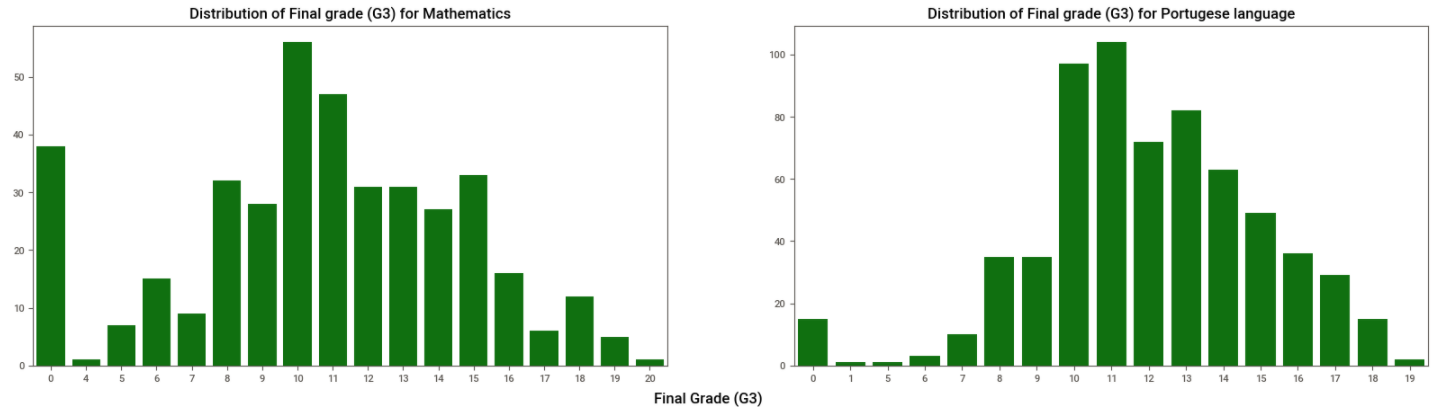 Distribution of Final grade (G3) for Mathematics
50
40
30
20
10
0
0 4 5 6 7 8 9 10 11 12 13 14 15 16 17 18 19 20
Distribution of Final grade (G3) for Portugese language
100
80
60
40
20
0
0 1 5 6 7 8 9 10 11 12 13 14 15 16 17 18 19
Final Grade (G3)